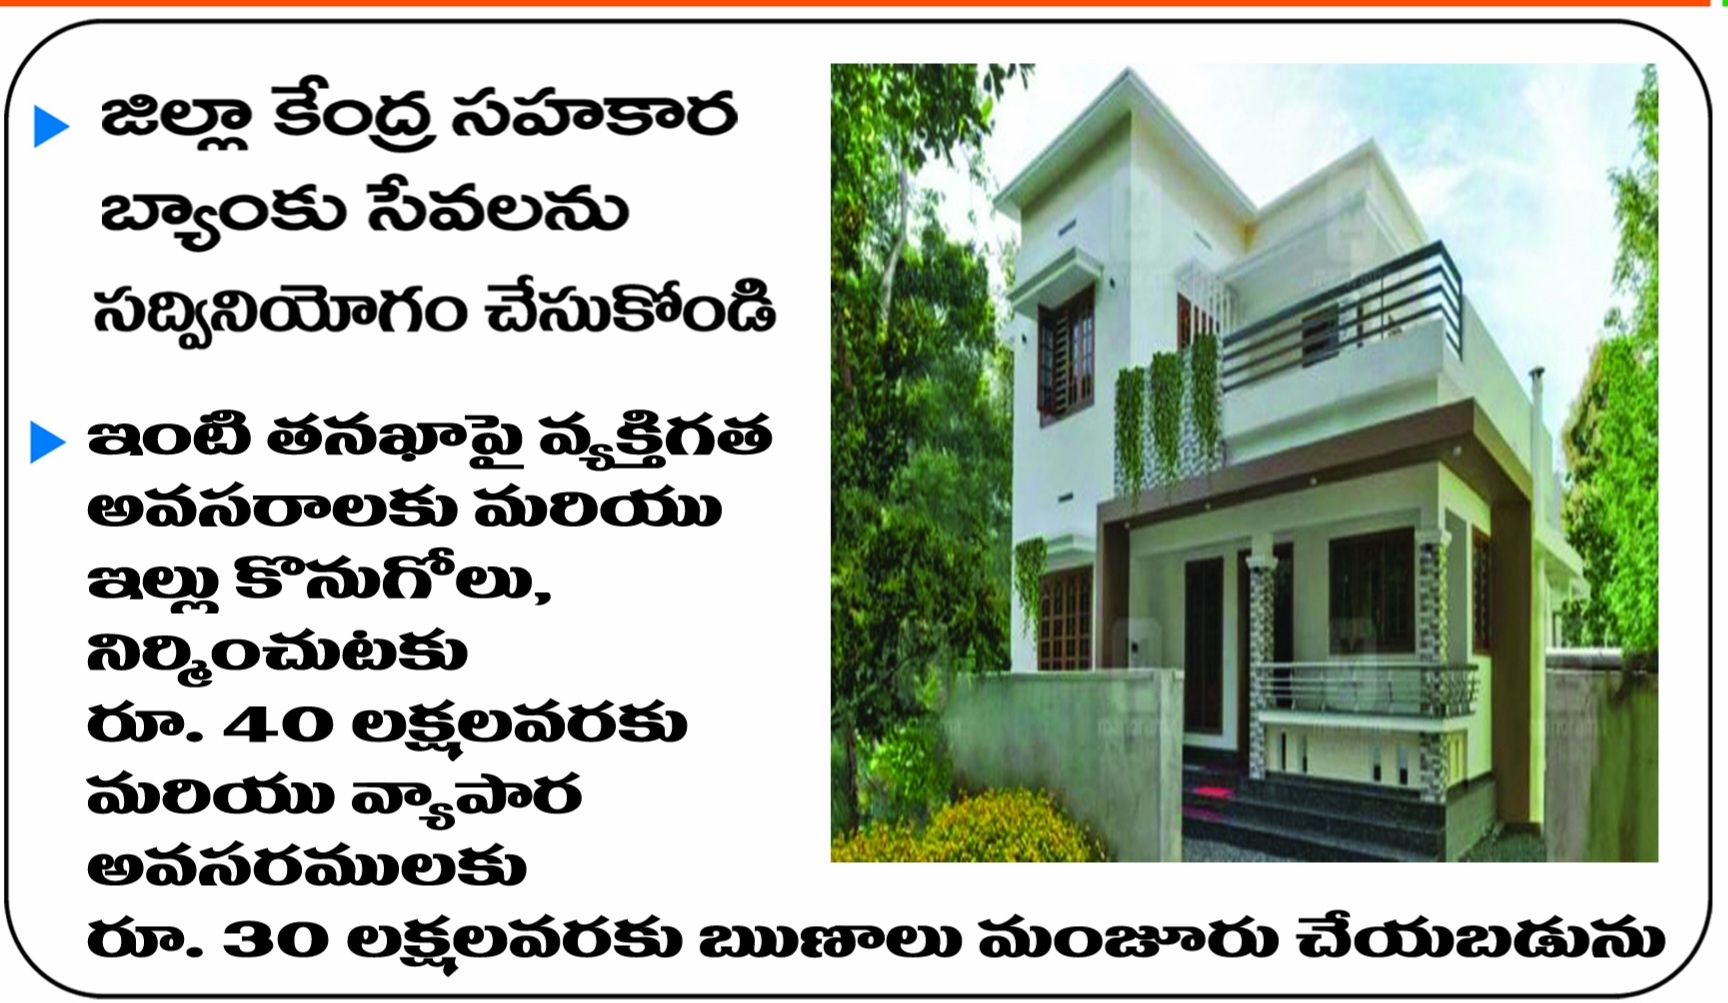 జిల్లా కేంద్ర సహకార
బ్యాంకు సేవలను
సద్వినియోగం చేసుకోండి
ఇంటి తనఖాపై వ్యక్తిగత
అవసరాలకు మరియు
ఇల్లు కొనుగోలు,
నిర్మించుటకు
రూ. 40 లక్షలవరకు
మరియు వ్యాపార
అవసరములకు
రూ. 30 లక్షలవరకు ఋణాలు మంజూరు చేయబడును